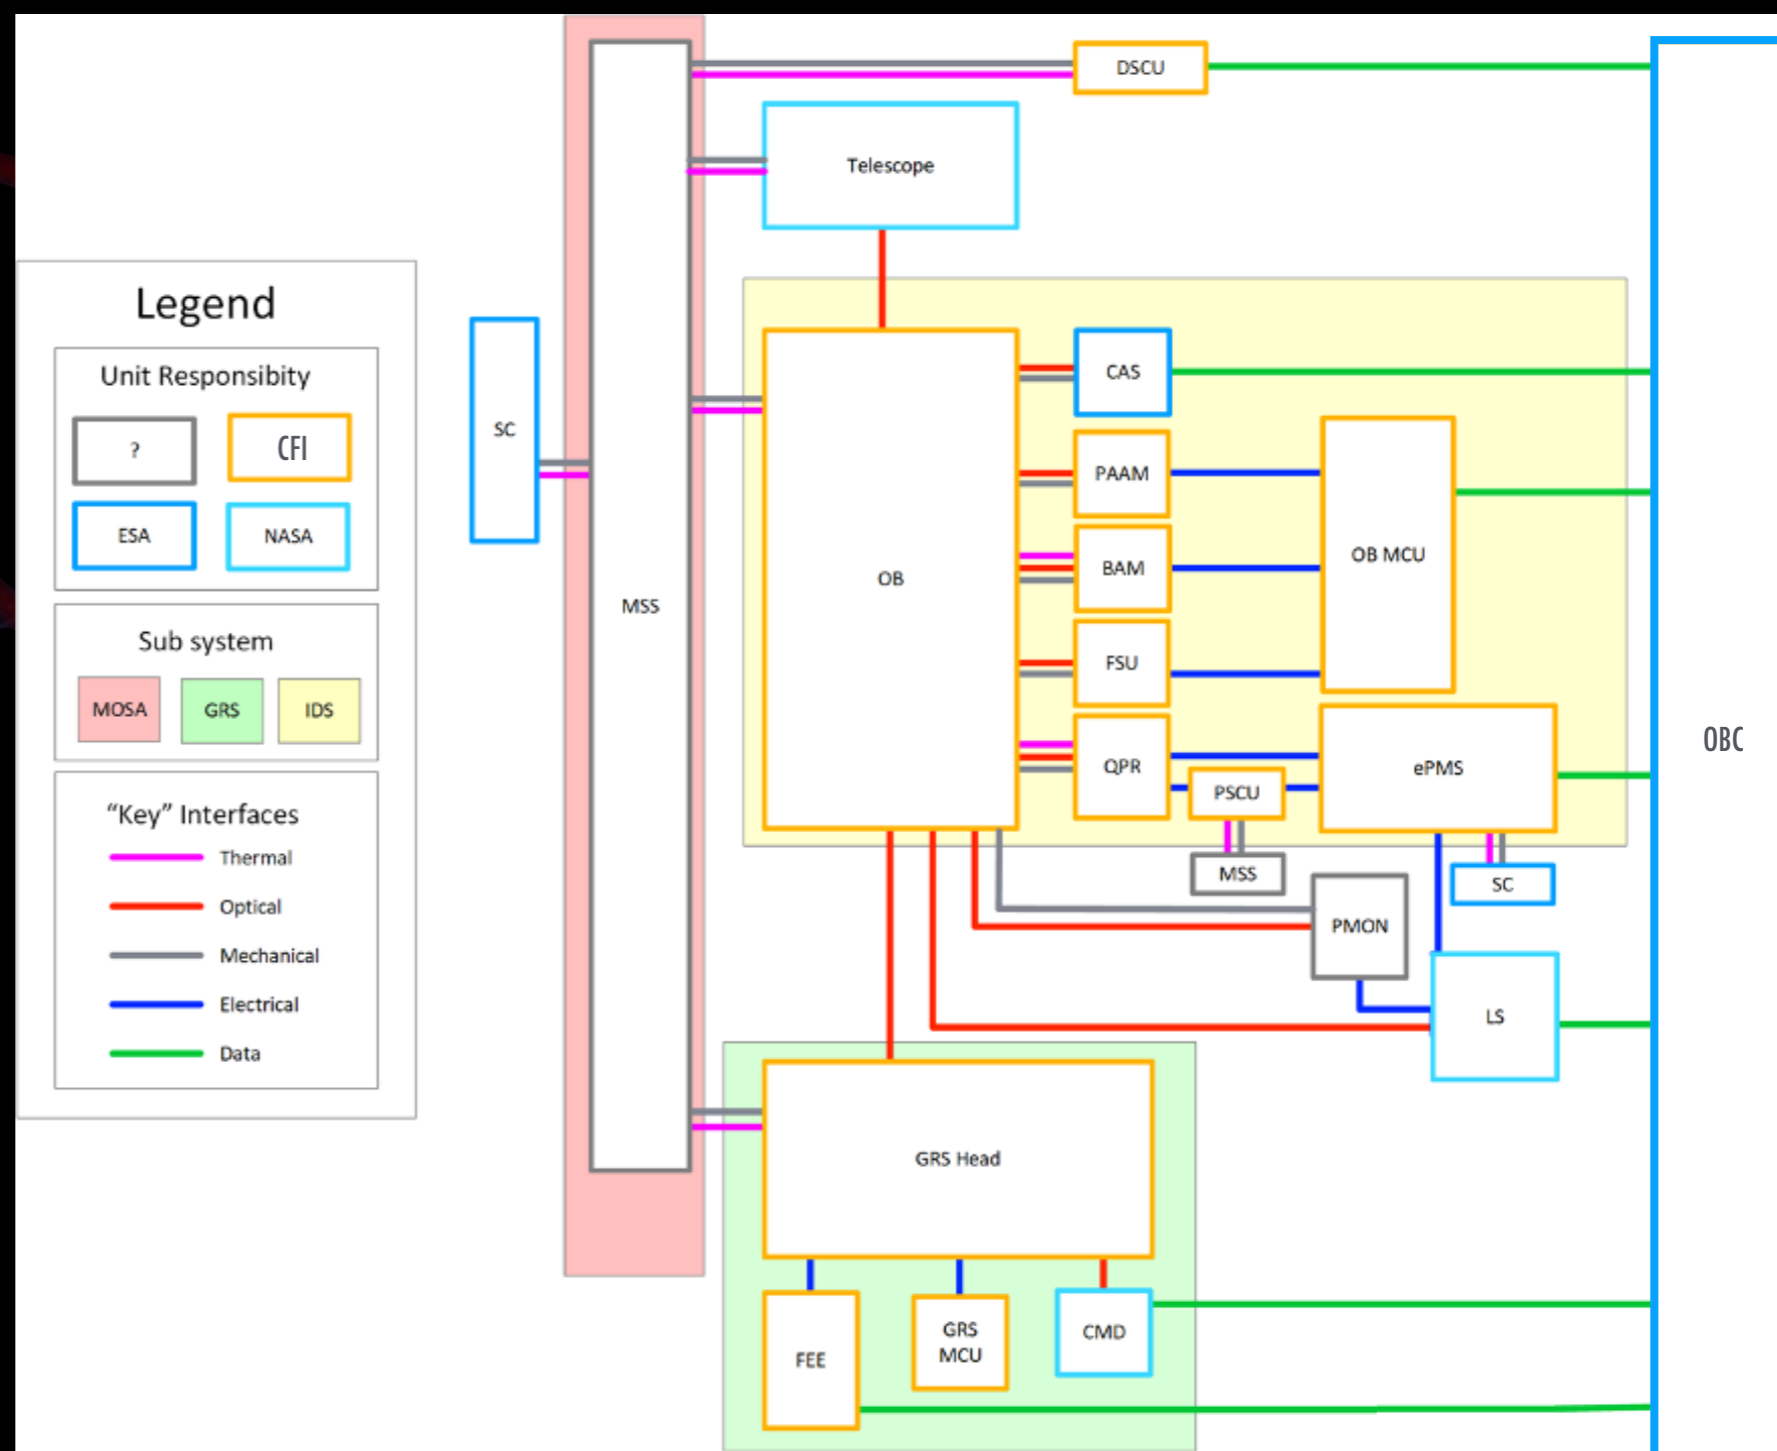 DSCU
Telescope
Legend
Unit Responsibity
?
CFI
ESA
NASA
Sub system
MOSA
GRS
IDS
"Key" Interfaces
Thermal
Optical
Mechanical
Electrical
Data
SC
MSS
OB
CAS
PAAM
BAM
FSU
QPR
OB MCU
ePMS
PSCU
MSS
SC
PMON
LS
OBC
GRS Head
FEE
GRS
MCU
CMD